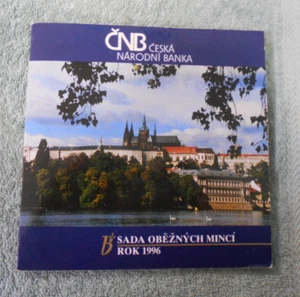 ČNB ČESKÁ
NÁRODNÍ BANKA
SADA OBĚŽNÝCH MINCÍ
ROK 1996